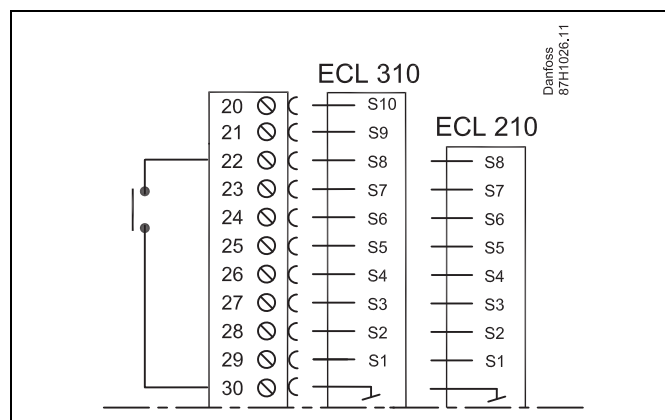 Danfoss
87H1026.11
ECL 310
ECL 210
20 S10
21 S9
22 S8 S8
23 S7 S7
24 S6 S6
25 S5 S5
26 S4 S4
27 S3 S3
28 S2 S2
29 S1 S1
30